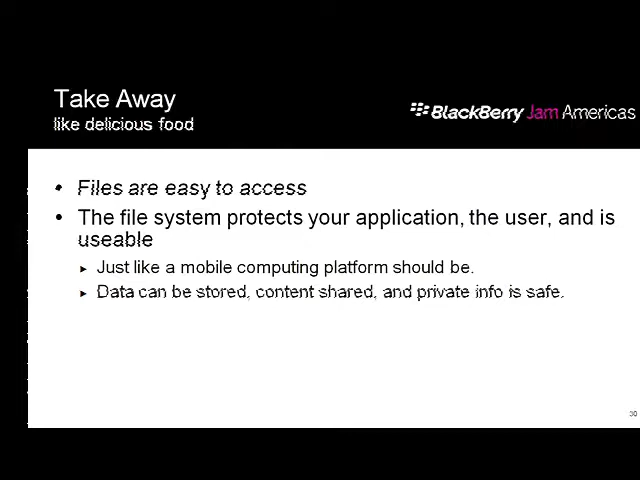 Take Away
like delicious food
BlackBerry Jam Americas
• Files are easy to access
• The file system protects your application, the user, and is
useable
► Just like a mobile computing platform should be.
► Data can be stored, content shared, and private info is safe.
30